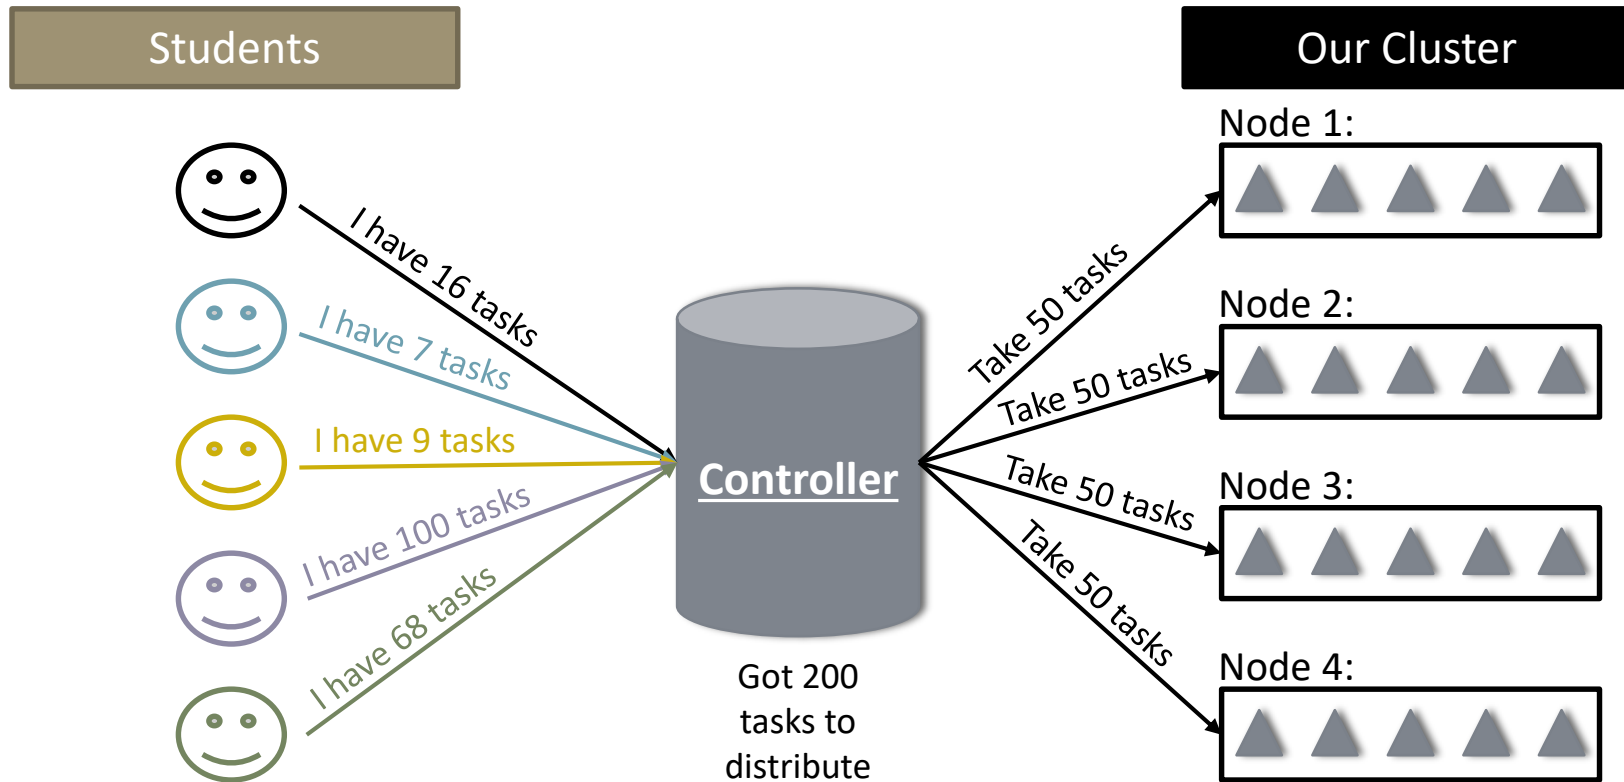 Students
Our Cluster
I have 16 tasks
I have 7 tasks
I have 9 tasks
I have 100 tasks
I have 68 tasks
Controller
Got 200
tasks to
distribute
Take 50 tasks
Take 50 tasks
Take 50 tasks
Take 50 tasks
Node 1:
Node 2:
Node 3:
Node 4: